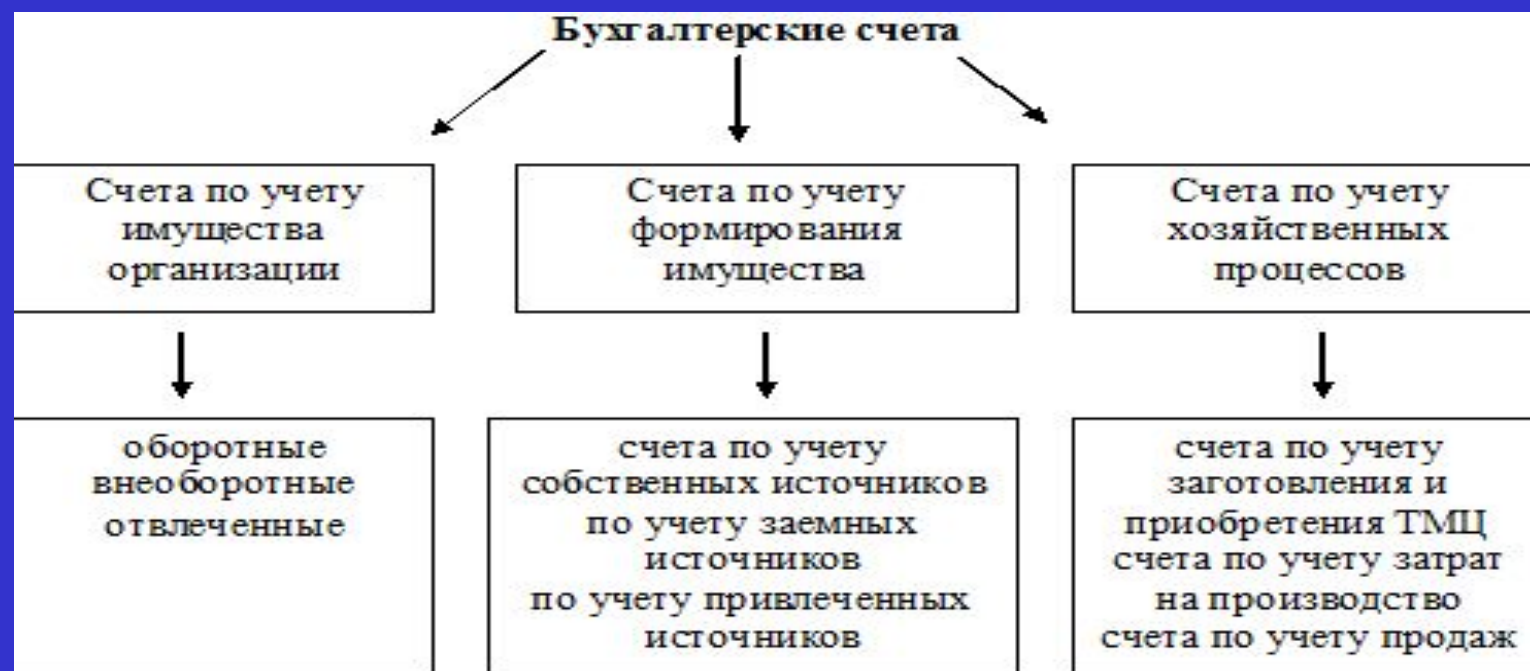 Бухгалтерские счета
Счета по учету
имущества
организации
Счета по учету
формирования
имущества
Счета по учету
хозяйственных
процессов
оборотные
внеоборотные
отвлеченные
счета по учету
собственных источников
по учету заемных
источников
по учету привлеченных
источников
счета по учету
заготовления и
приобретения ТМЦ
счета по учету затрат
на производство
счета по учету продаж